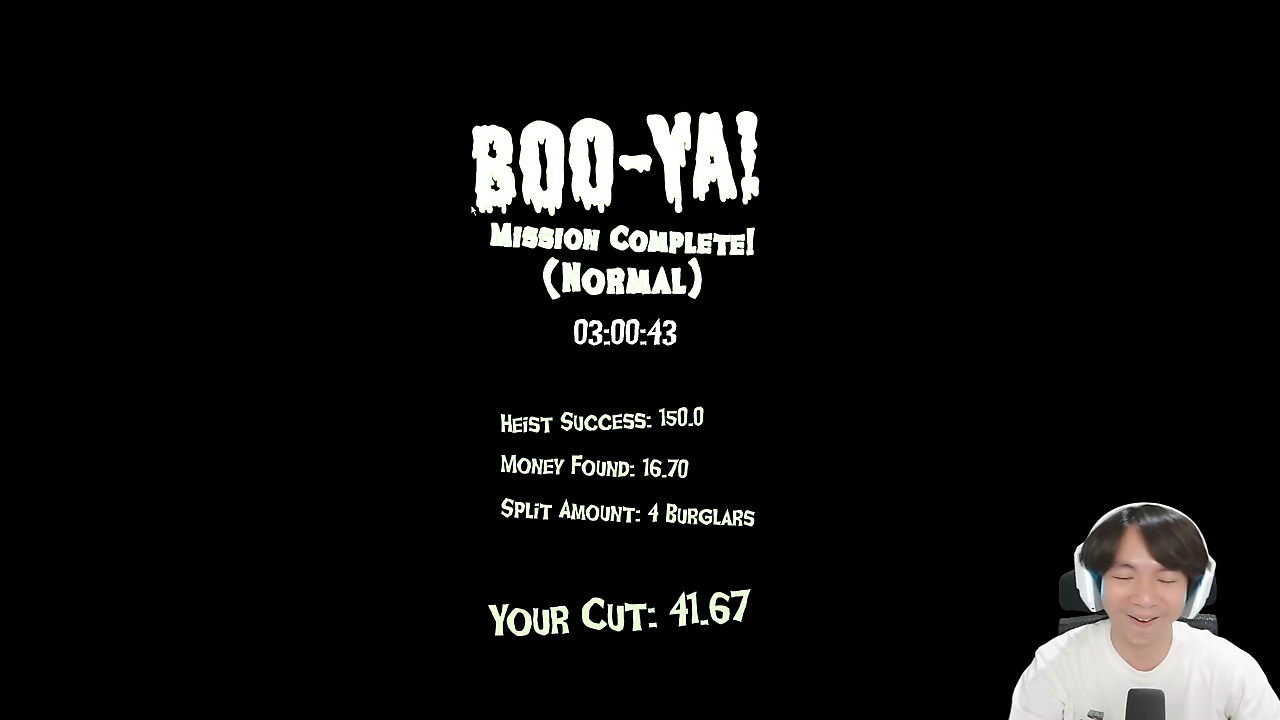 BOO-YA!
Mission Complete!
(Normal)
03:00:43
Heist Success: 150.0
Money Found: 16.70
Split Amount: 4 Burglars
Your Cut: 41.67